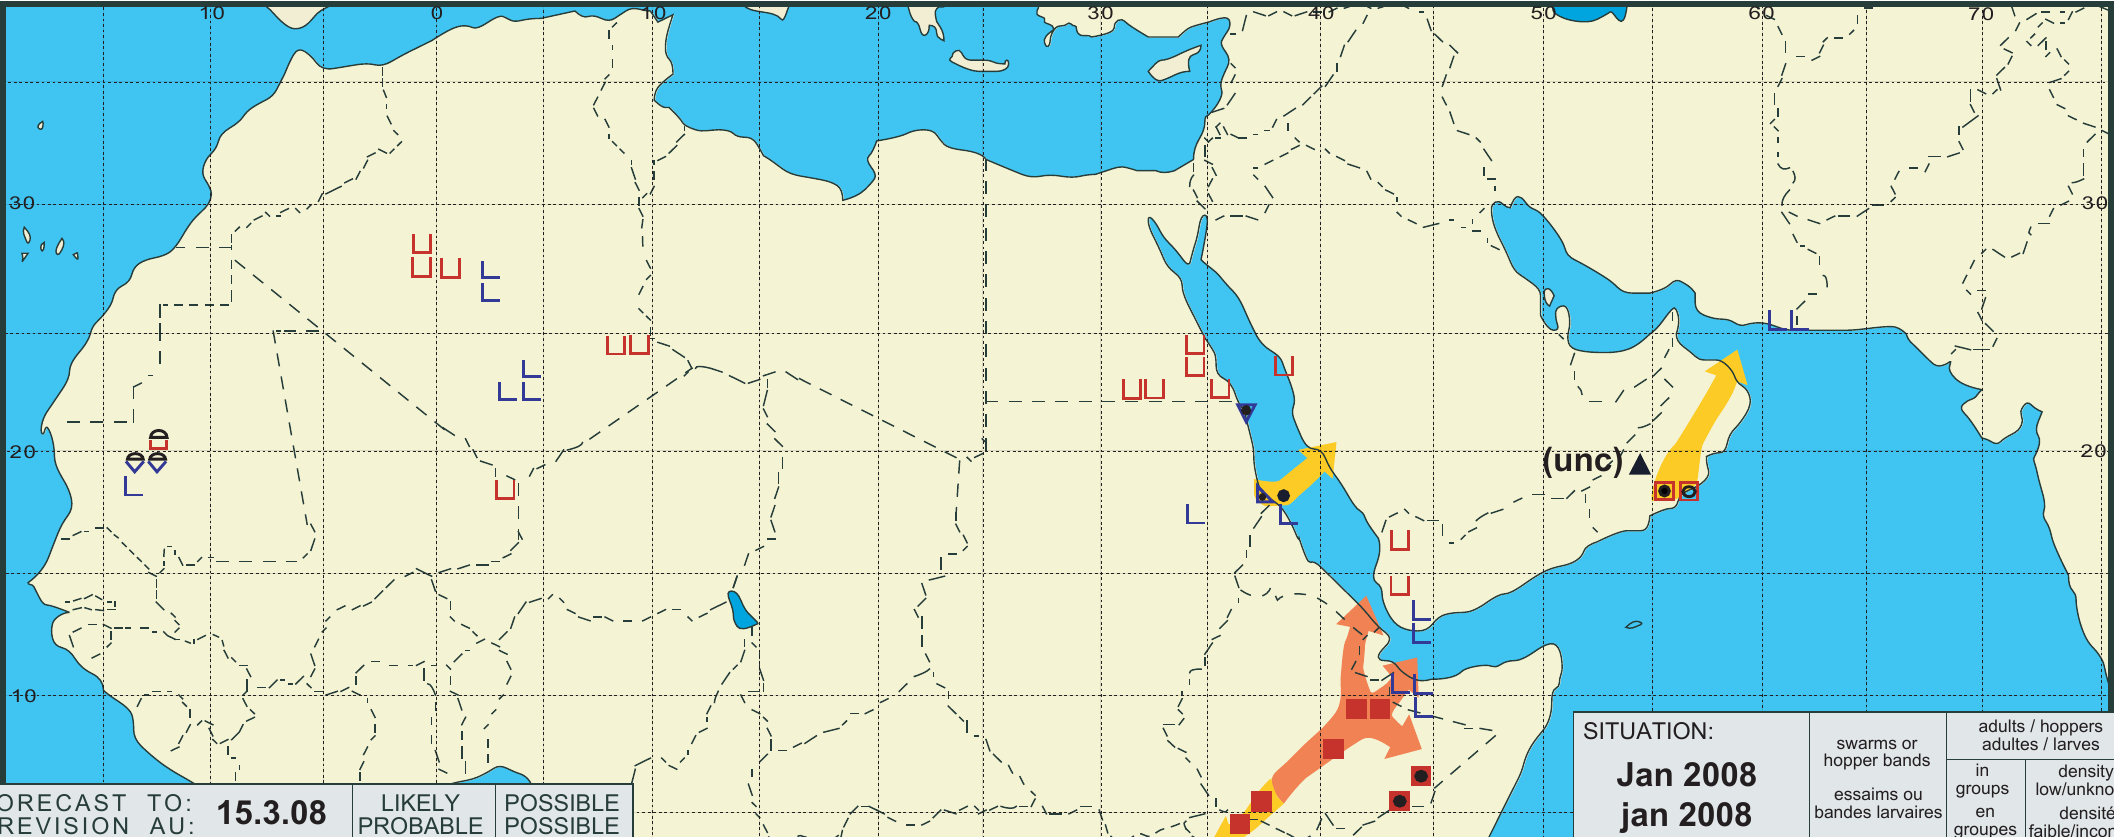 10 0 10 20 30 40 50 60 70
30 30
20 20
(unc)
10
SITUATION:
Jan 2008
jan 2008
swarms or
hopper bands
essaims ou
bandes larvaires
adults / hoppers
adultes / larves
in
groups
en
groupes
density
low/unkno
densité
faible/incon
ORECAST TO:
REVISION AU:
15.3.08
LIKELY
PROBABLE
POSSIBLE
POSSIBLE